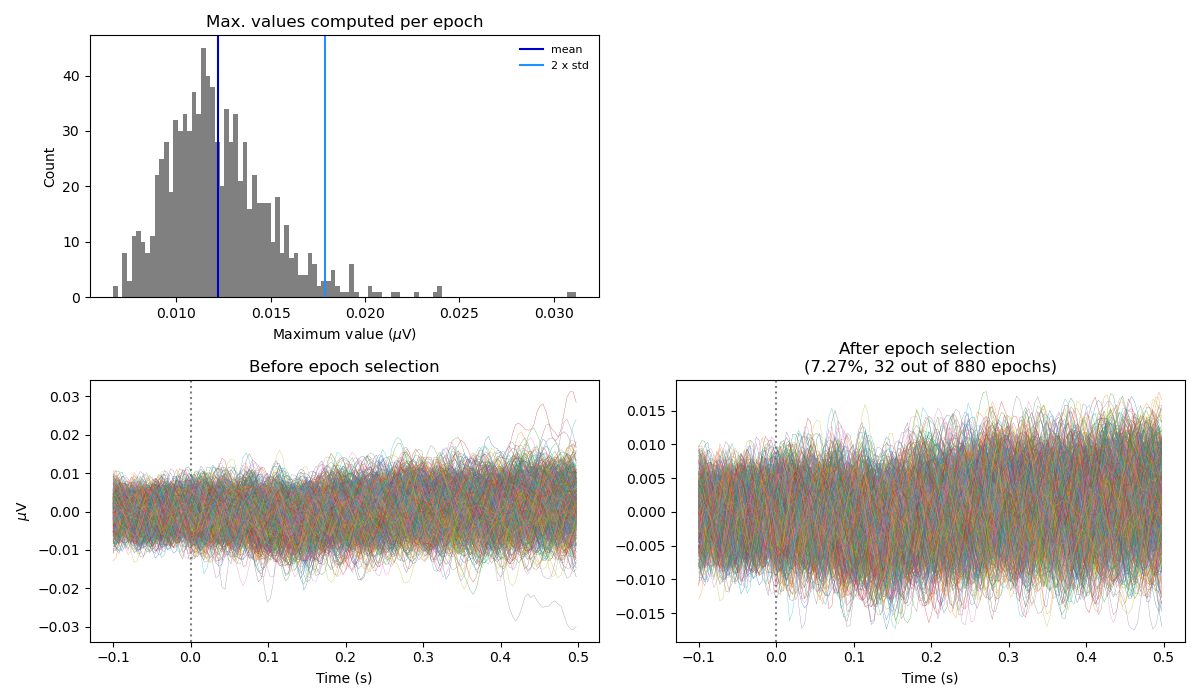 Max. values computed per epoch
mean
2 x std
40
30
20
10
0
Count
0.010 0.015 0.020 0.025 0.030
Maximum value (μV)
Before epoch selection
0.03
0.02
0.01
0.00
−0.01
−0.02
−0.03
μV
−0.1 0.0 0.1 0.2 0.3 0.4 0.5
Time (s)
After epoch selection
(7.27%, 32 out of 880 epochs)
0.015
0.010
0.005
0.000
−0.005
−0.010
−0.015
−0.1 0.0 0.1 0.2 0.3 0.4 0.5
Time (s)